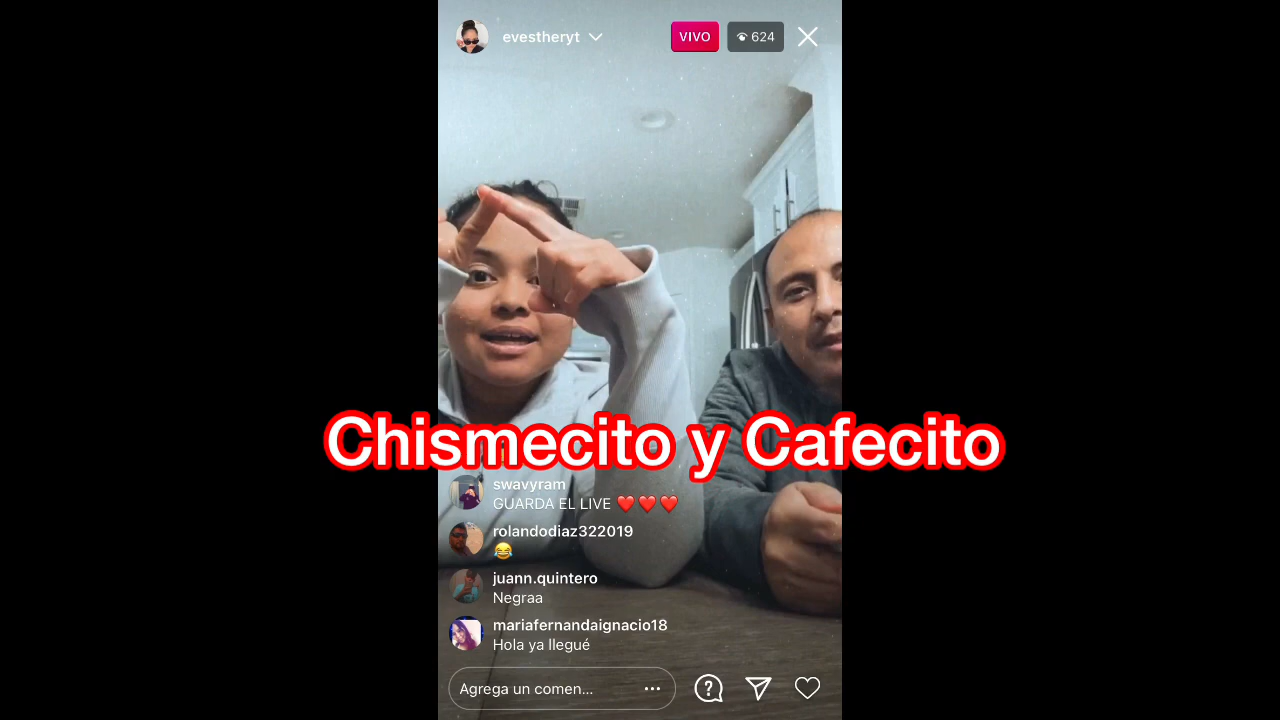 evestheryt
VIVO
624
Chismecito y Cafecito
swavyram
GUARDA EL LIVE ❤️❤️❤️
rolandodiaz322019
😂
juann.quintero
Negraa
mariafernandaignacio18
Hola ya llegué
Agrega un comen...